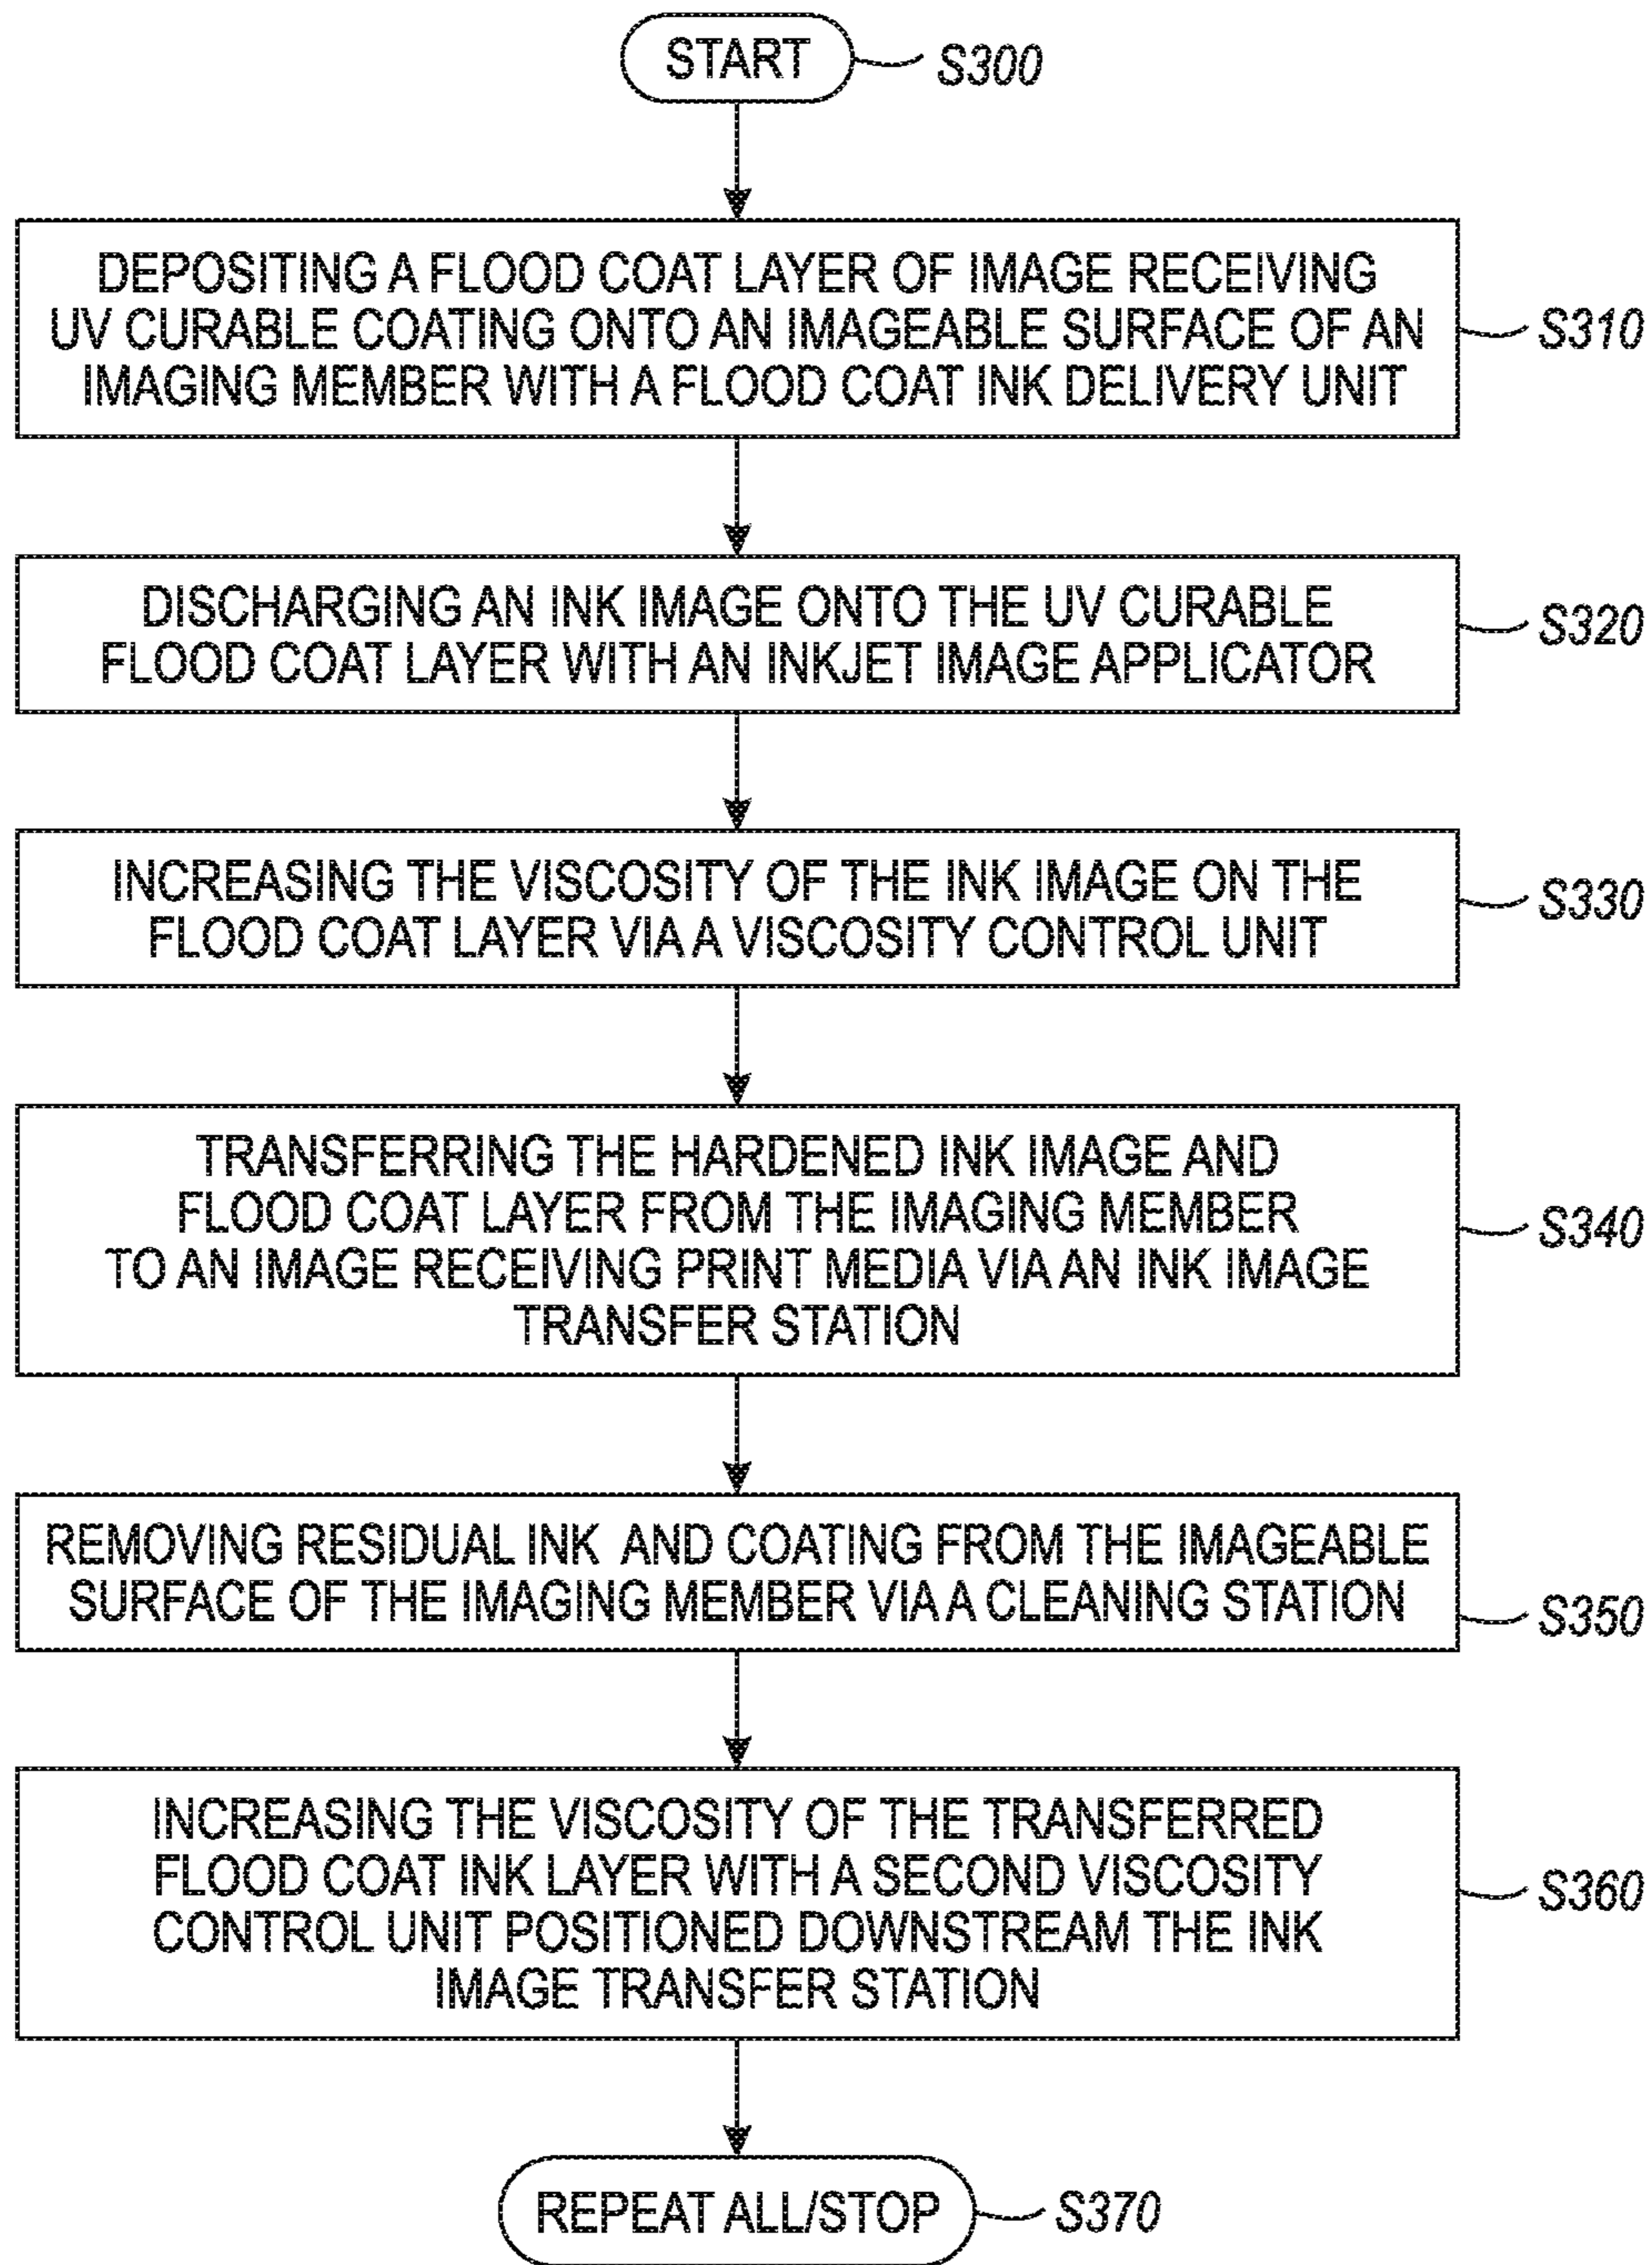 START
S300
DEPOSITING A FLOOD COAT LAYER OF IMAGE RECEIVING
UV CURABLE COATING ONTO AN IMAGEABLE SURFACE OF AN
IMAGING MEMBER WITH A FLOOD COAT INK DELIVERY UNIT
S310
DISCHARGING AN INK IMAGE ONTO THE UV CURABLE
FLOOD COAT LAYER WITH AN INKJET IMAGE APPLICATOR
S320
INCREASING THE VISCOSITY OF THE INK IMAGE ON THE
FLOOD COAT LAYER VIA A VISCOSITY CONTROL UNIT
S330
TRANSFERRING THE HARDENED INK IMAGE AND
FLOOD COAT LAYER FROM THE IMAGING MEMBER
TO AN IMAGE RECEIVING PRINT MEDIA VIA AN INK IMAGE
TRANSFER STATION
S340
REMOVING RESIDUAL INK AND COATING FROM THE IMAGEABLE
SURFACE OF THE IMAGING MEMBER VIA A CLEANING STATION
S350
INCREASING THE VISCOSITY OF THE TRANSFERRED
FLOOD COAT INK LAYER WITH A SECOND VISCOSITY
CONTROL UNIT POSITIONED DOWNSTREAM THE INK
IMAGE TRANSFER STATION
S360
REPEAT ALL/STOP
S370